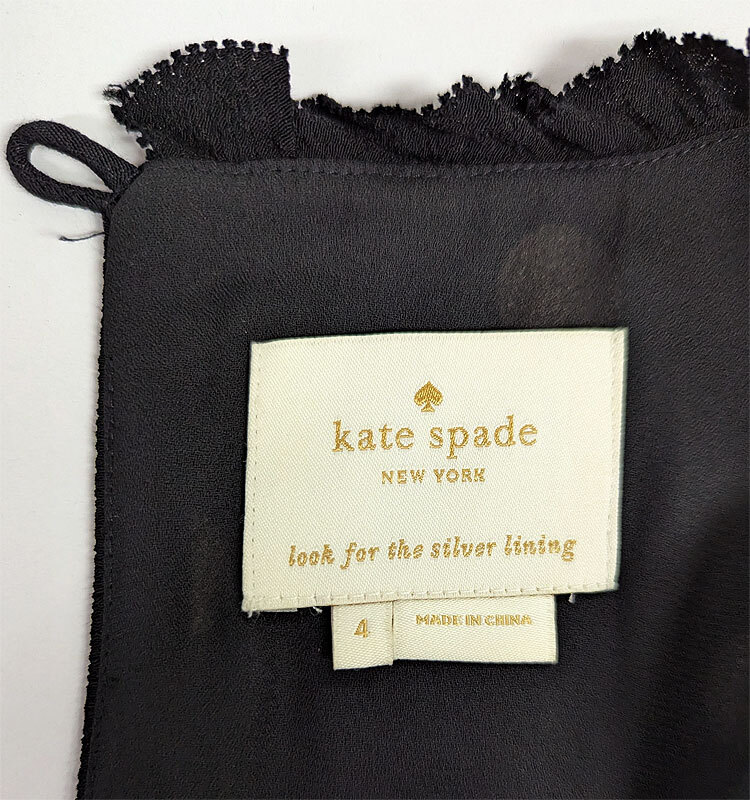 kate spade
NEW YORK
look for the silver lining
4
MADE IN CHINA